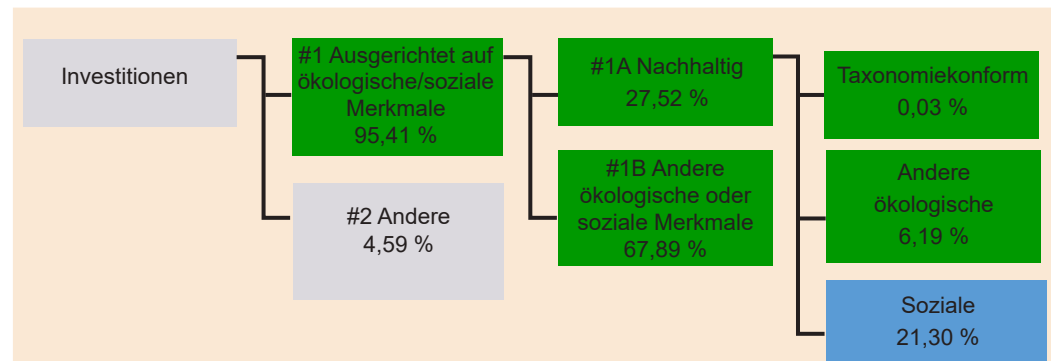 Investitionen
#1 Ausgerichtet auf
ökologische/soziale
Merkmale
95,41 %
#2 Andere
4,59 %
#1A Nachhaltig
27,52 %
#1B Andere
ökologische oder
soziale Merkmale
67,89 %
Taxonomiekonform
0,03 %
Andere
ökologische
6,19 %
Soziale
21,30 %